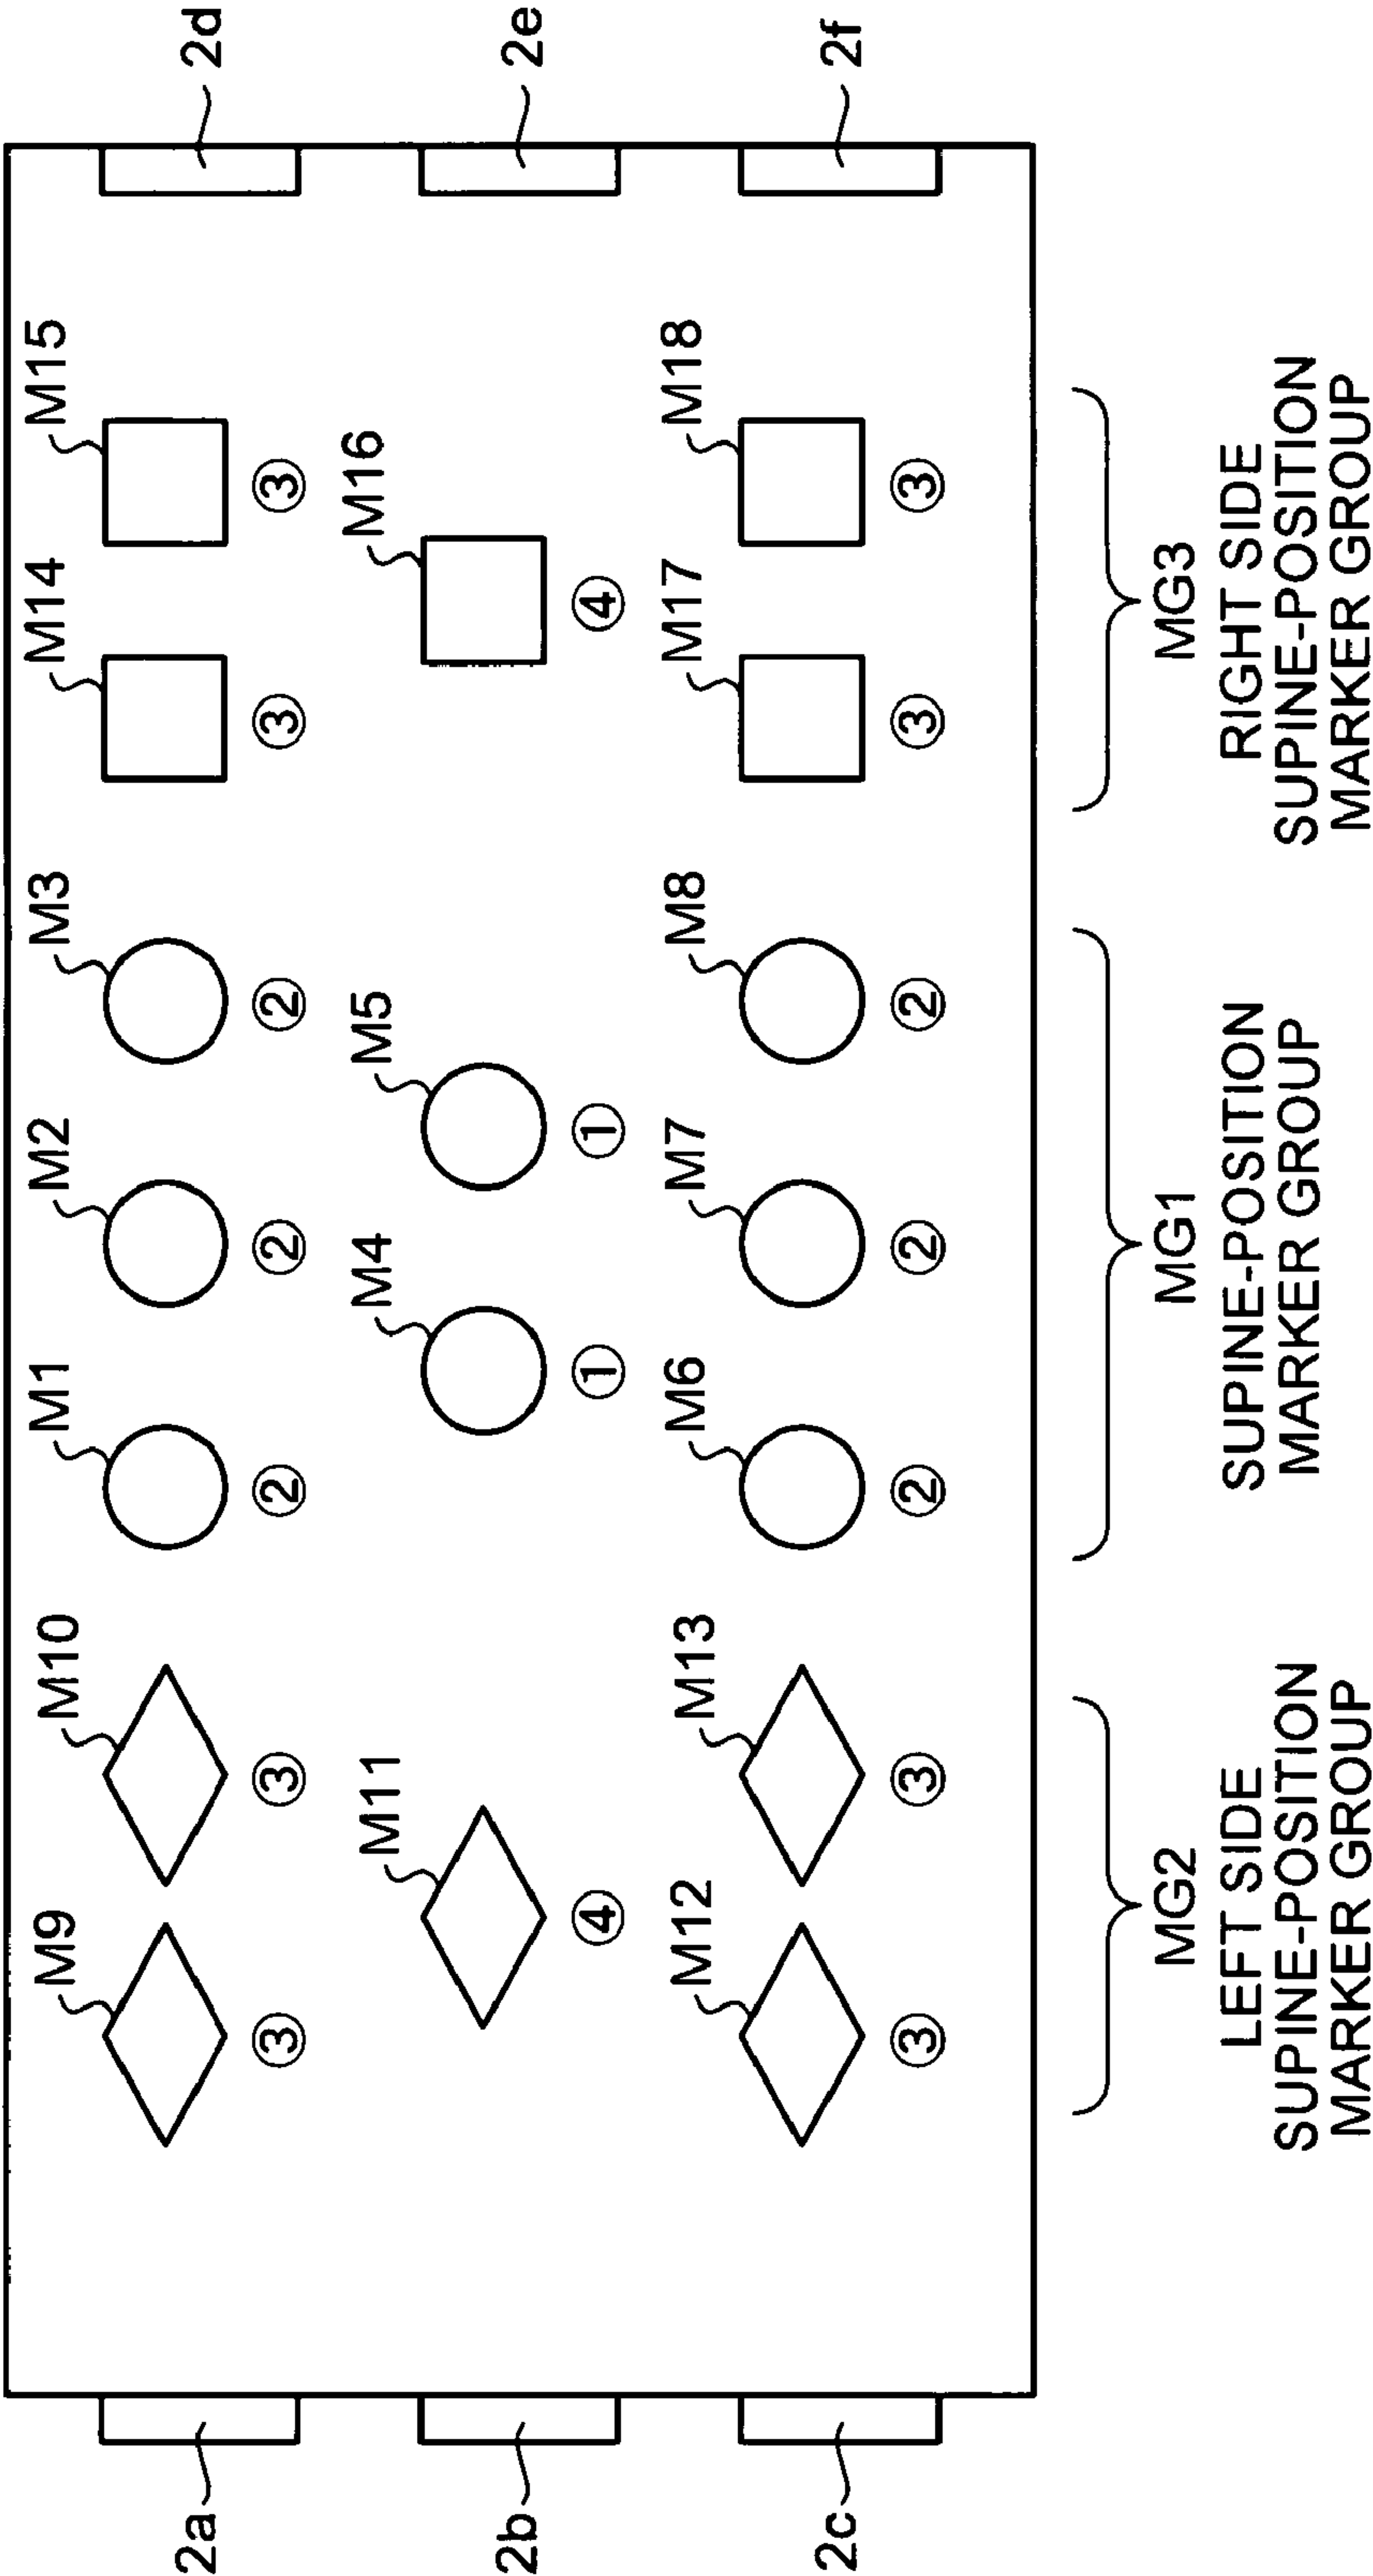 2a
2d
M9
M10
M1
M2
M3
M14
M15
③ ③ ② ② ② ③ ③
2b
2e
M11
M4
M5
M16
④ ① ① ④
2c
2f
M12
M13
M6
M7
M8
M17
M18
③ ③ ② ② ② ③ ③
MG2
LEFT SIDE
SUPINE-POSITION
MARKER GROUP
MG1
SUPINE-POSITION
MARKER GROUP
MG3
RIGHT SIDE
SUPINE-POSITION
MARKER GROUP